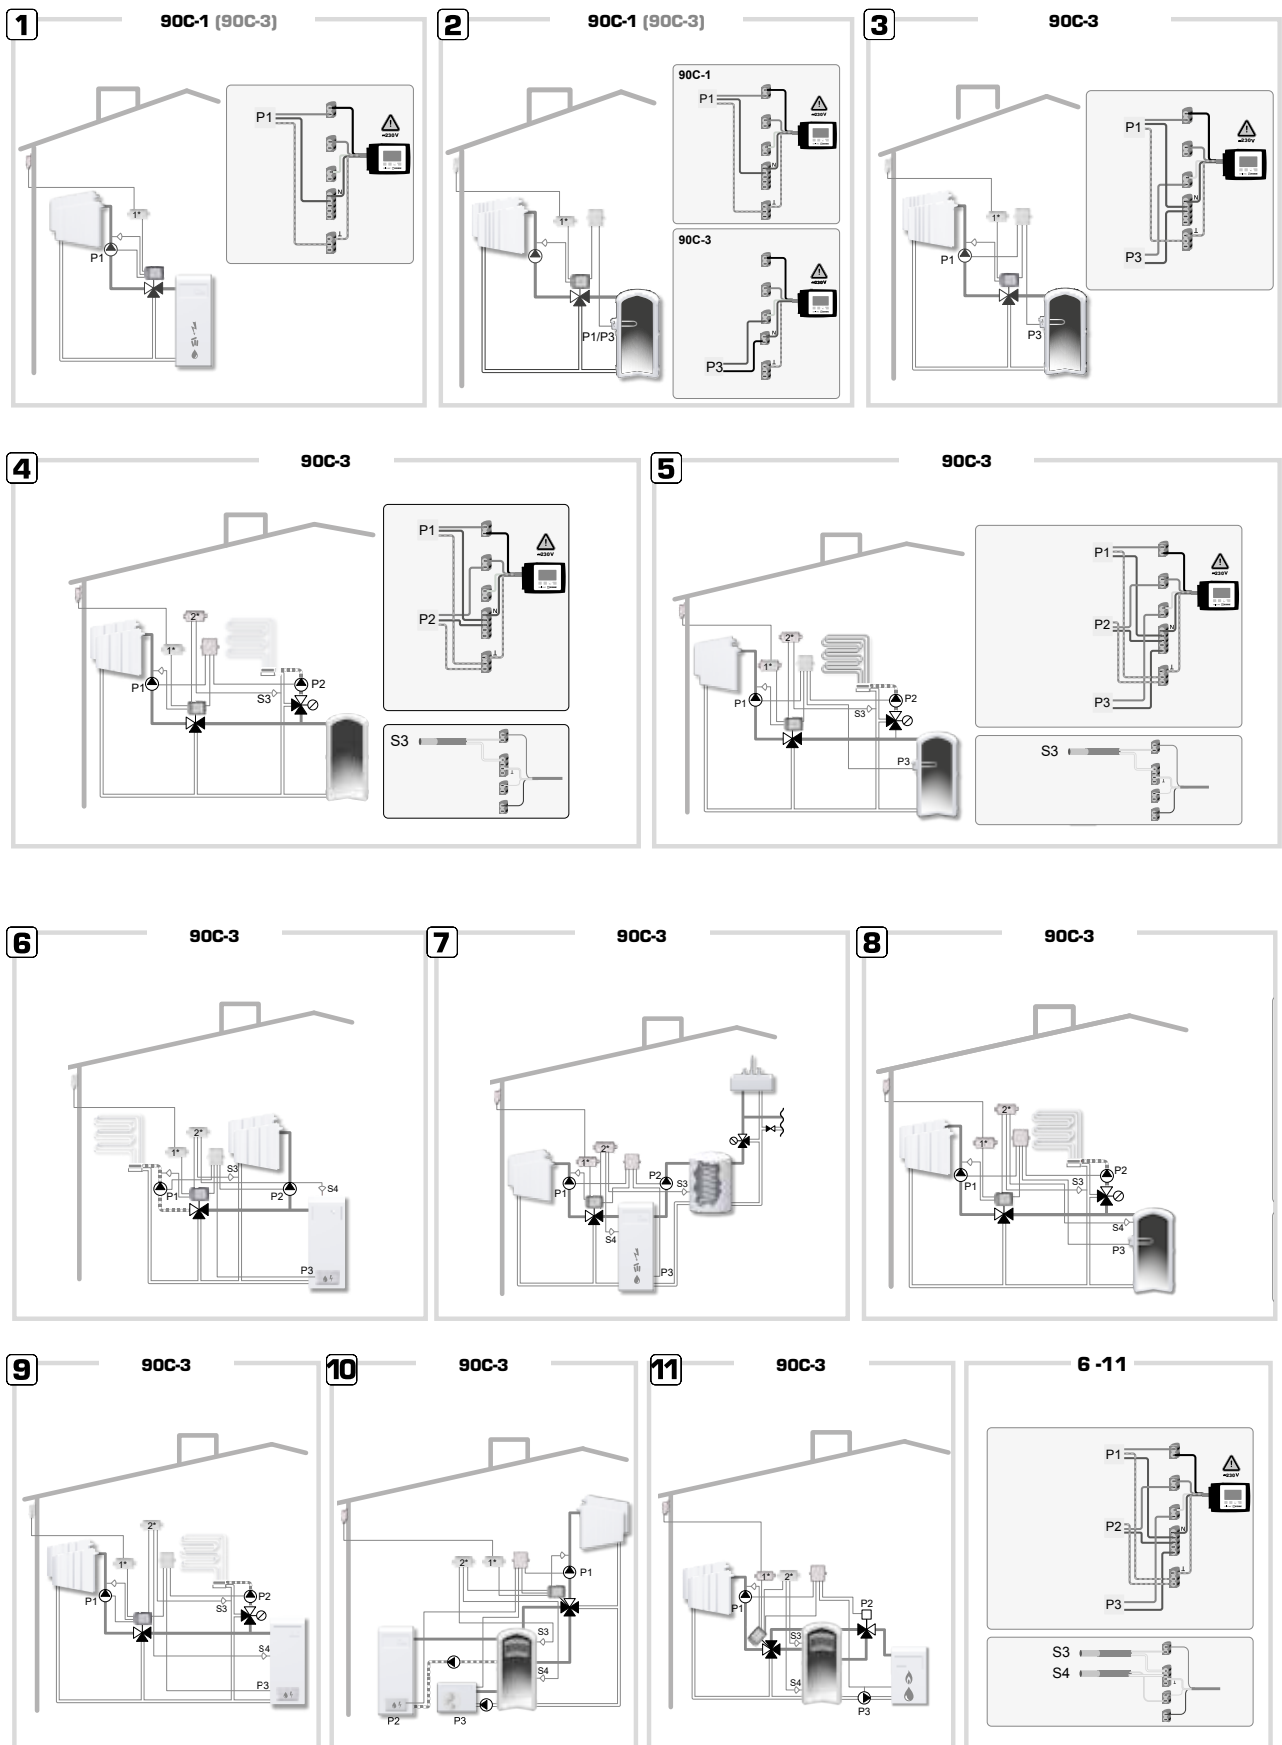 1
90C-1 (90C-3)
P1
N
~230V
1*
P1
2
90C-1 (90C-3)
90C-1
P1
N
~230V
90C-3
P3
N
~230V
1*
P1/P3
3
90C-3
P1
P3
N
~230V
1*
P1
P3
4
90C-3
P1
P2
N
~230V
2*
1*
P1
P2
S3
S3
5
90C-3
P1
P2
P3
N
~230V
2*
1*
P1
P2
S3
P3
S3
6
90C-3
2*
1*
S3
S4
P1
P2
P3
7
90C-3
2*
1*
P1
P2
S3
S4
P3
8
90C-3
2*
1*
P1
P2
S3
S4
P3
9
90C-3
2*
1*
P1
P2
S3
S4
P3
10
90C-3
2*
1*
P1
S3
S4
P2
P3
11
90C-3
1*
2*
P1
P2
S3
S4
P3
6 -11
P1
P2
P3
N
~230V
S3
S4